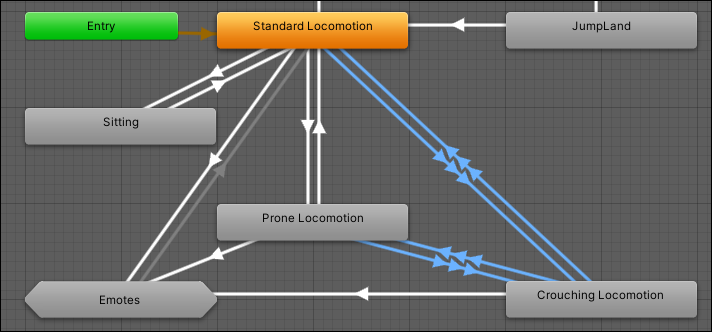 Entry
Standard Locomotion
JumpLand
Sitting
Prone Locomotion
Emotes
Crouching Locomotion